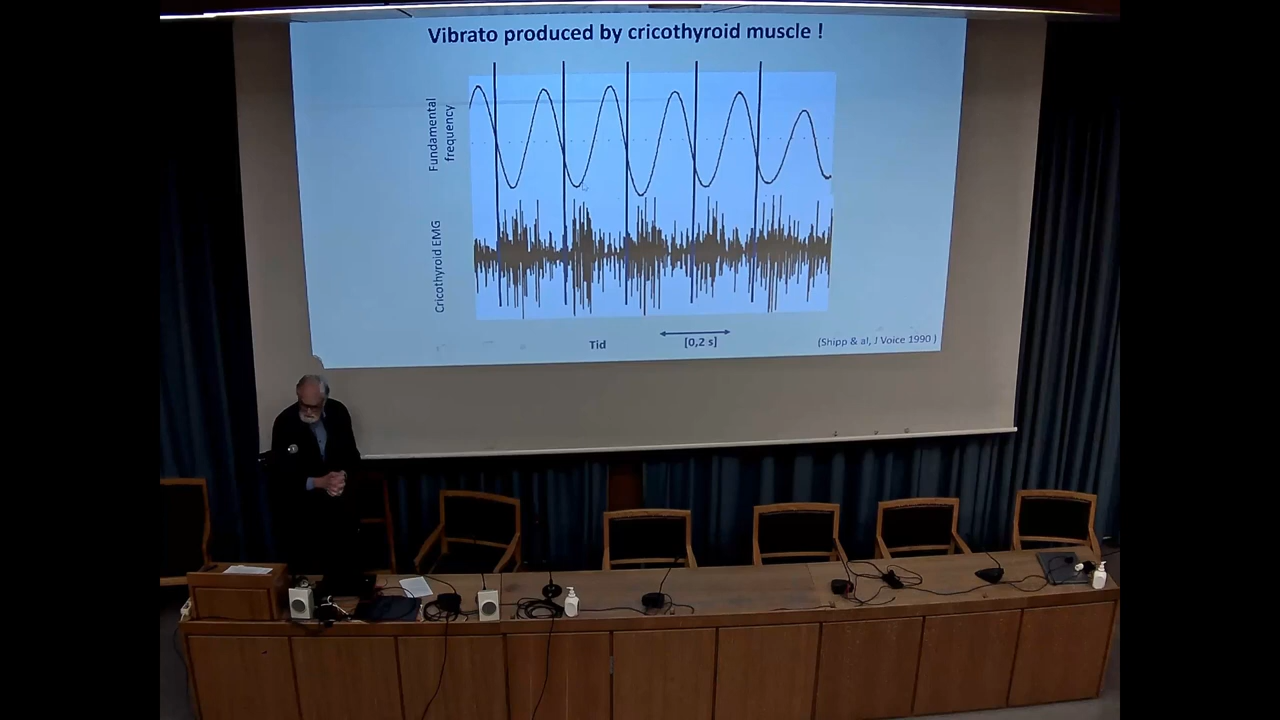 Vibrato produced by cricothyroid muscle !
Fundamental
frequency
Cricothyroid EMG
Tid
[0,2 s]
(Shipp & al, J Voice 1990 )